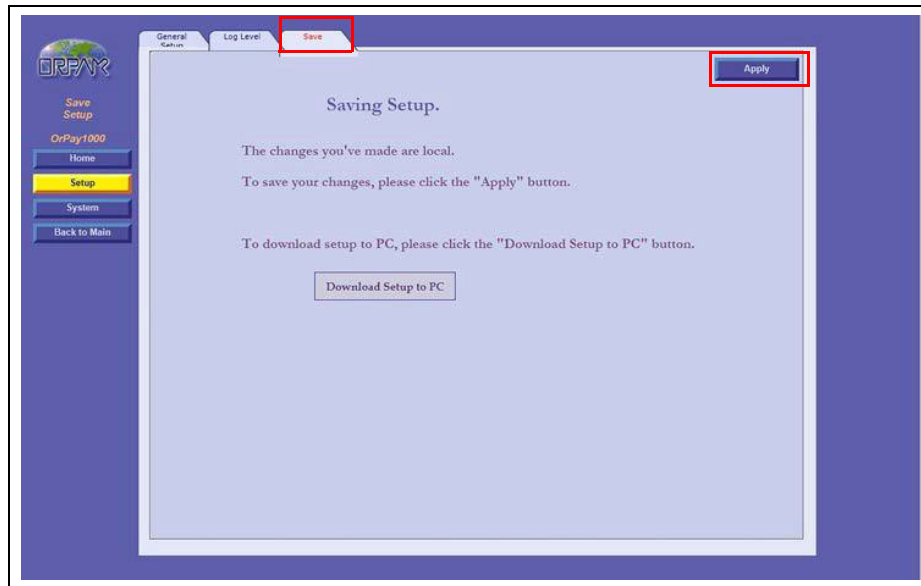 General
Setup
Log Level
Save
ORPAK
Apply
Save
Setup
OrPay1000
Home
Setup
System
Back to Main
Saving Setup.
The changes you've made are local.
To save your changes, please click the "Apply" button.
To download setup to PC, please click the "Download Setup to PC" button.
Download Setup to PC